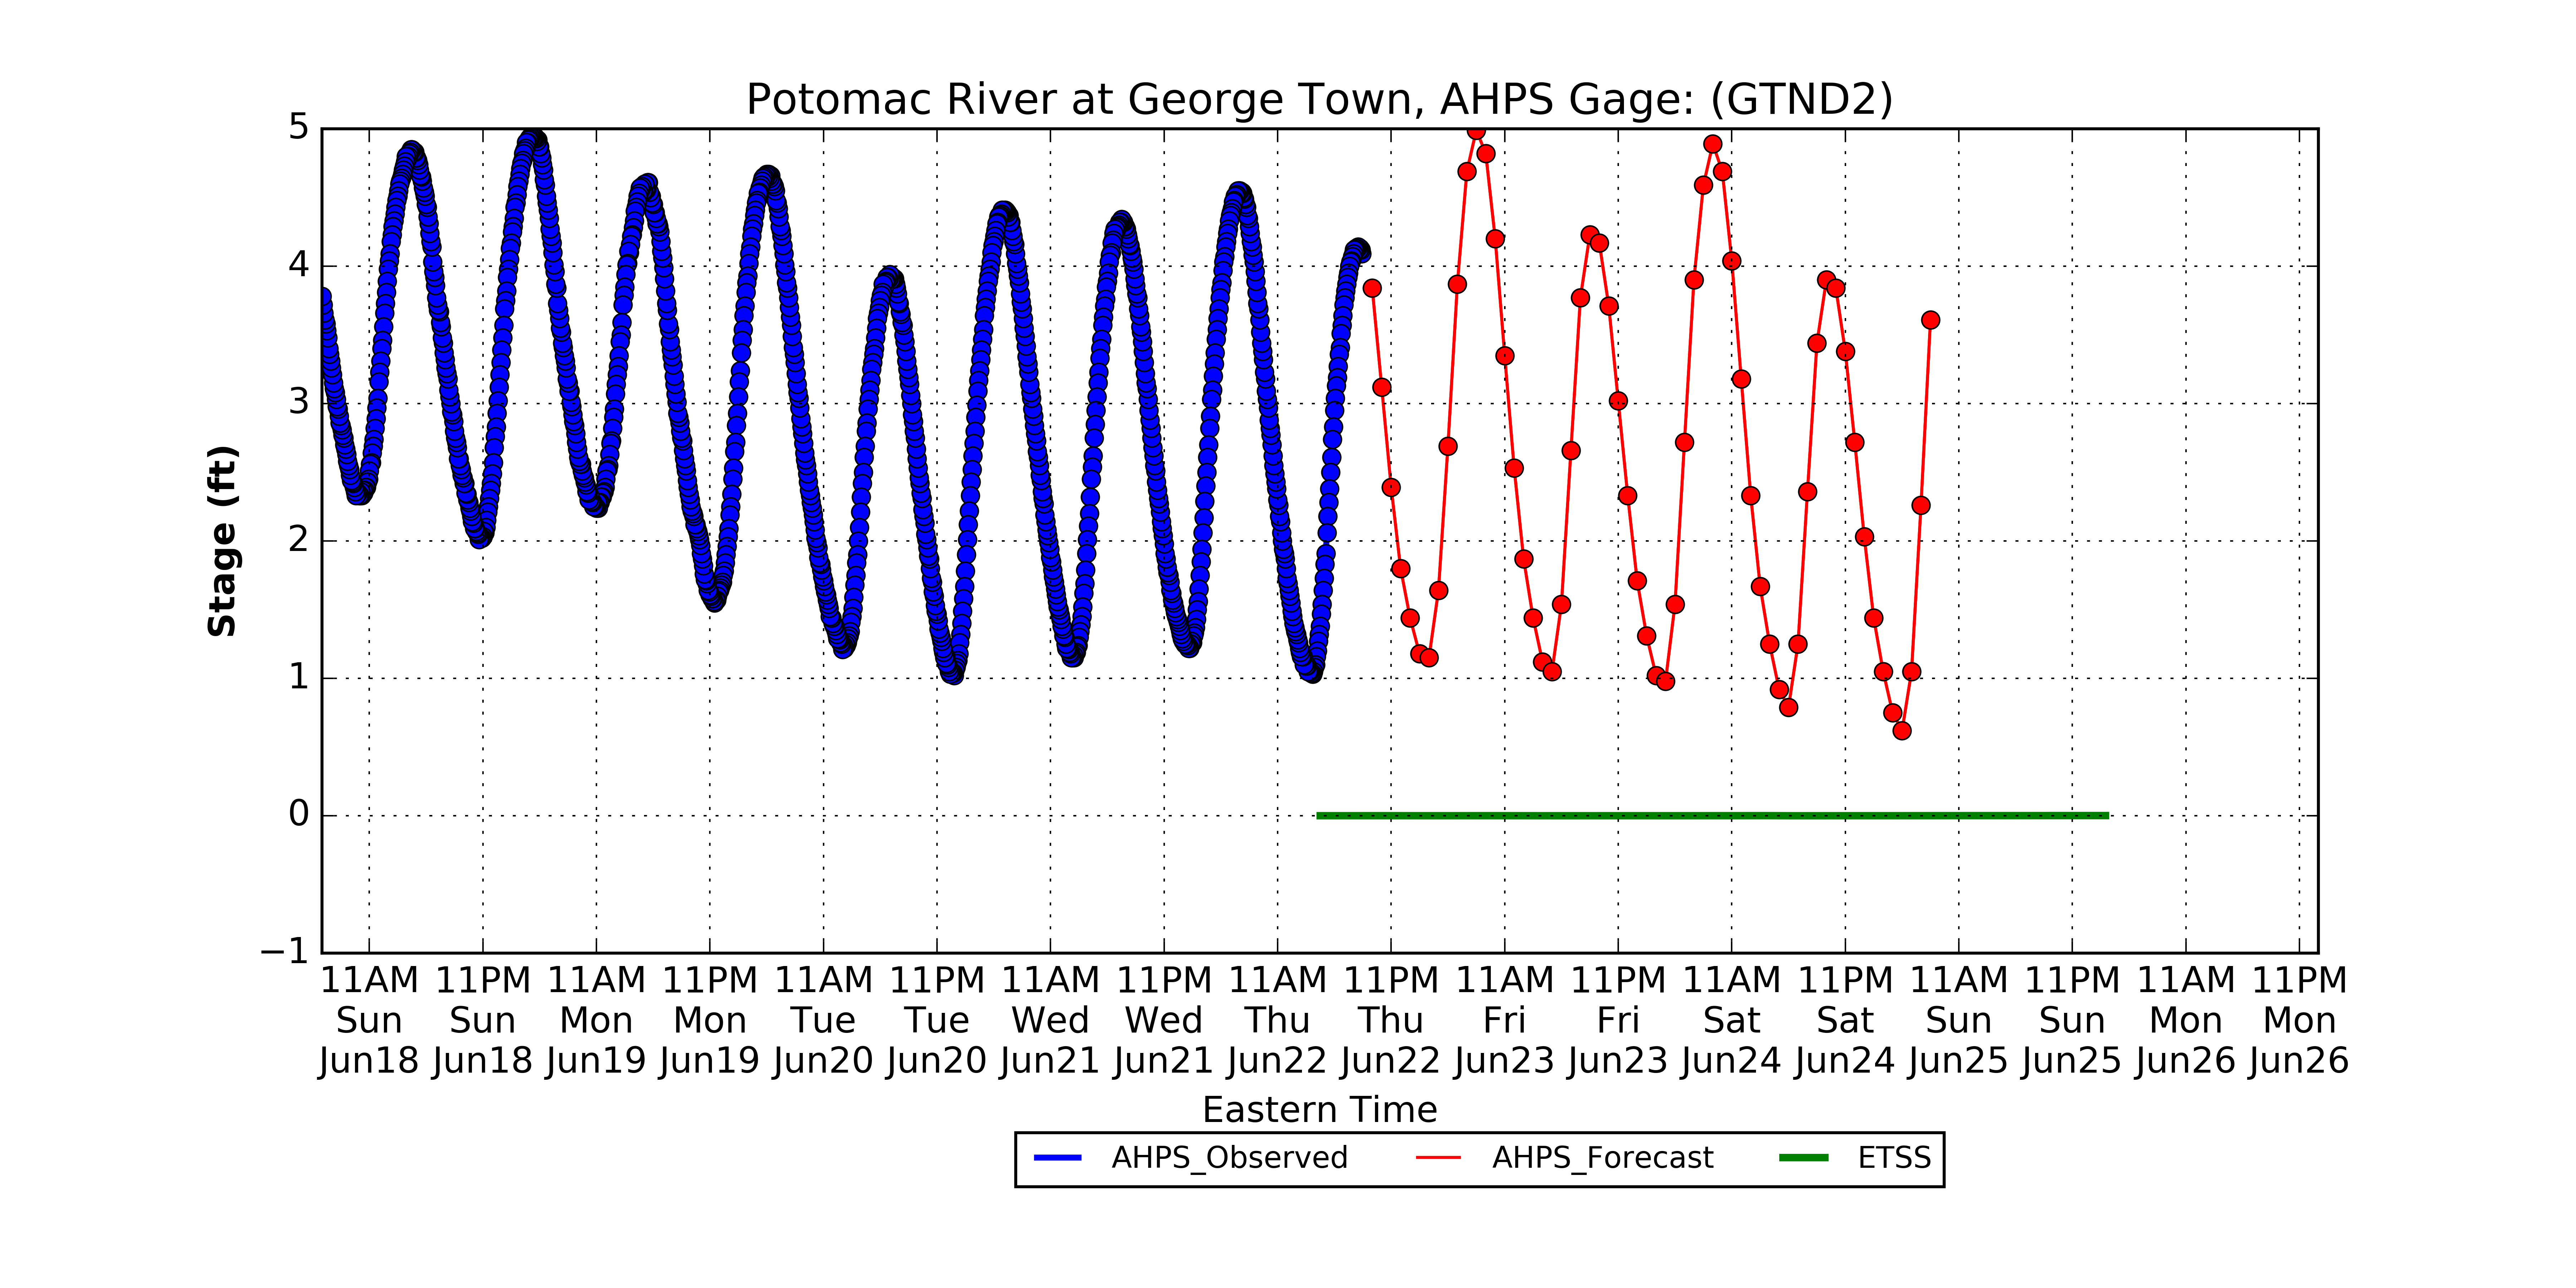 Potomac River at George Town, AHPS Gage: (GTND2)
5
4
3
2
1
0
−1
Stage (ft)
11AM 11PM 11AM 11PM 11AM 11PM 11AM 11PM 11AM 11PM 11AM 11PM 11AM 11PM 11AM 11PM 11AM 11PM
Sun Sun Mon Mon Tue Tue Wed Wed Thu Thu Fri Fri Sat Sat Sun Sun Mon Mon
Jun18 Jun18 Jun19 Jun19 Jun20 Jun20 Jun21 Jun21 Jun22 Jun22 Jun23 Jun23 Jun24 Jun24 Jun25 Jun25 Jun26 Jun26
Eastern Time
AHPS_Observed AHPS_Forecast ETSS